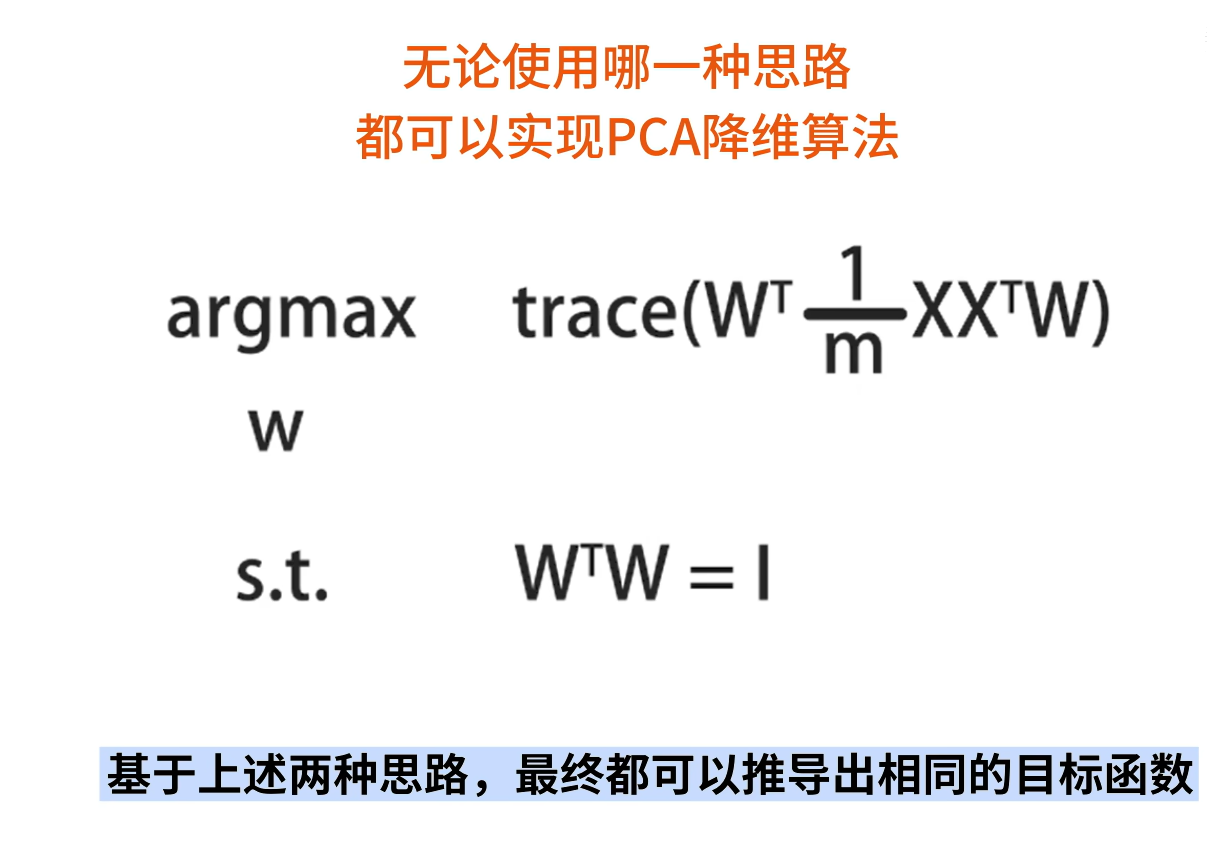 无论使用哪一种思路
都可以实现PCA降维算法
argmax trace(Wᵀ 1/m XXᵀW)
w
s.t. WᵀW = I
基于上述两种思路，最终都可以推导出相同的目标函数